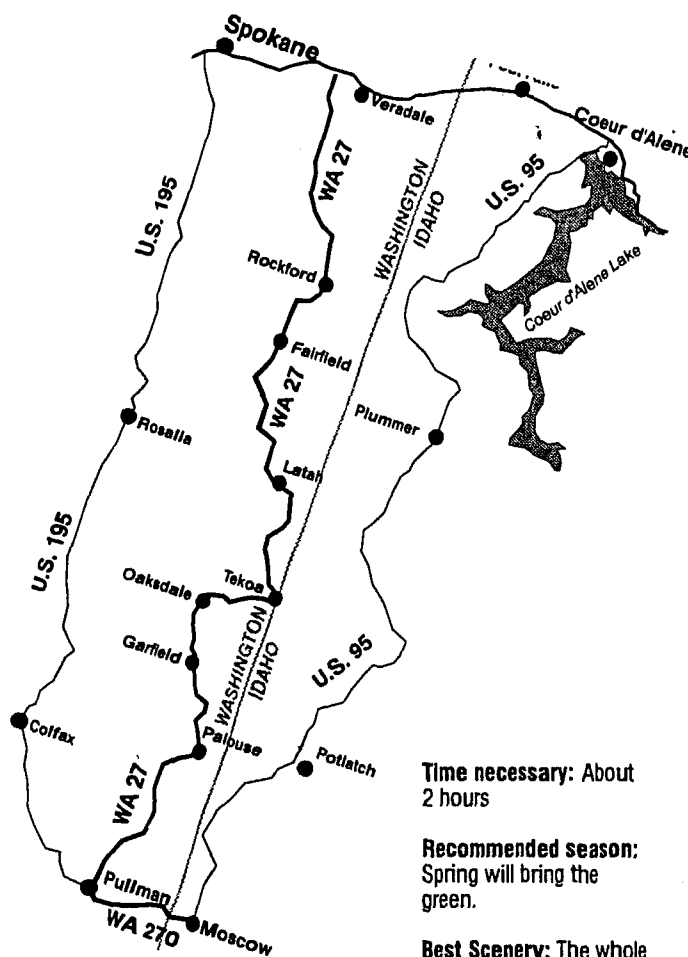 Spokane
Veradale
Coeur d'Alene
WA 27
U.S. 95
WASHINGTON
IDAHO
U.S. 195
Rockford
Coeur d'Alene Lake
Fairfield
WA 27
Plummer
Rosalia
Latah
U.S. 195
Oaksdale
Tekoa
WASHINGTON
IDAHO
Garfield
U.S. 95
Colfax
Palouse
Potlatch
WA 27
Pullman
WA 270
Moscow
Time necessary: About
2 hours
Recommended season:
Spring will bring the
green.
Best Scenery: The whole